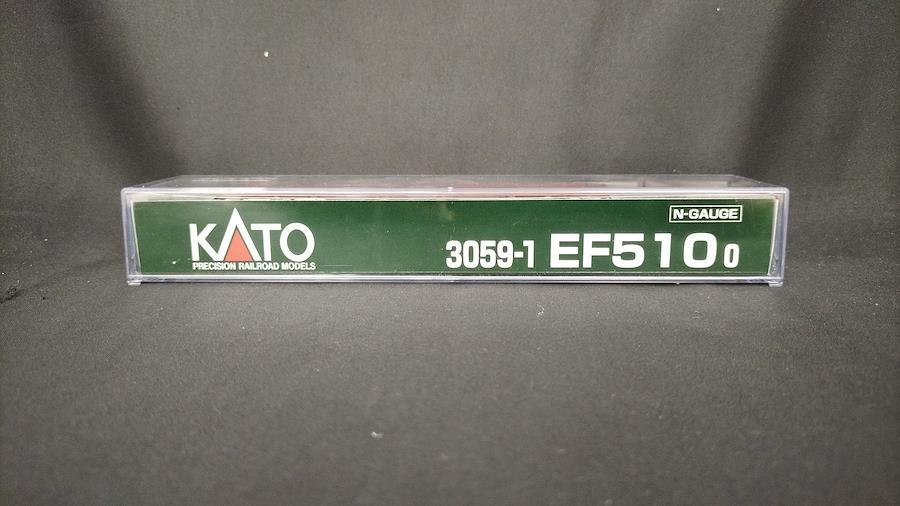 KATO
PRECISION RAILROAD MODELS
N-GAUGE
3059-1 EF510 0